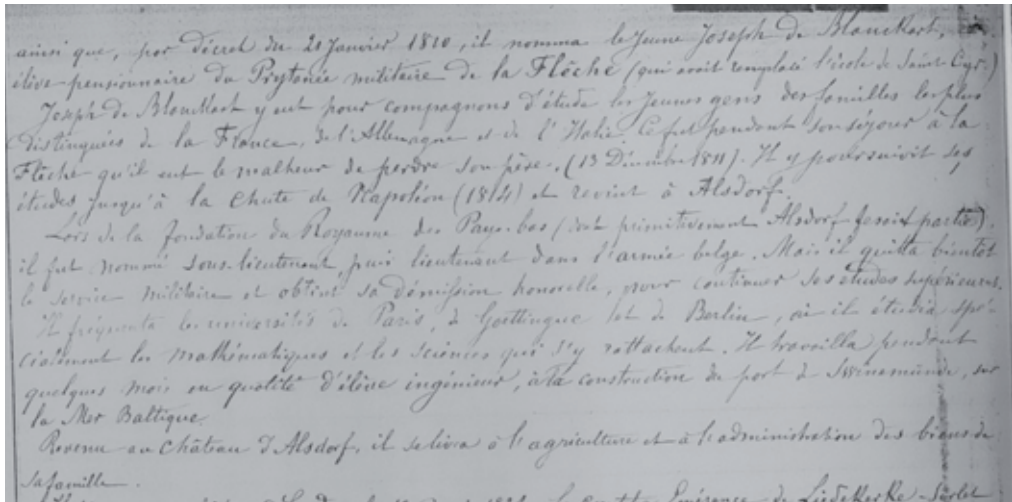 ainsi que, par décret du 21 Janvier 1810, il nomma le jeune Joseph de Blanckart,
élève-pensionnaire du Prytanée militaire de la Flèche (qui avait remplacé l'école de Saint Cyr.)
Joseph de Blanckart y eut pour compagnons d'étude les jeunes gens des familles les plus
distinguées de la France, de l'Allemagne et de l'Italie. Ce fut pendant son séjour à la
Flèche qu'il eut le malheur de perdre son père. (13 Décembre 1811). Il y poursuivit ses
études jusqu'à la chute de Napoléon (1814) et revint à Alsdorf.
Lors de la fondation du Royaume des Pays-bas (dont primitivement Alsdorf fesait partie).
il fut nommé sous-lieutenant, puis lieutenant dans l'armée belge. Mais il quitta bientôt
le service militaire et obtint sa démission honorelle, pour continuer ses études supérieures.
Il fréquenta les universités de Paris, de Goettingue et de Berlin, où il étudia spé-
cialement les mathématiques et les sciences qui s'y rattachent. Il travailla pendant
quelques mois en qualité d'élève ingénieur, à la construction du port de Swinemünde, sur
la Mer Baltique.
Revenu au château d'Alsdorf, il se livra à l'agriculture et à l'administration des biens de
sa famille.
la Emérence de Liedekerke-Surlet